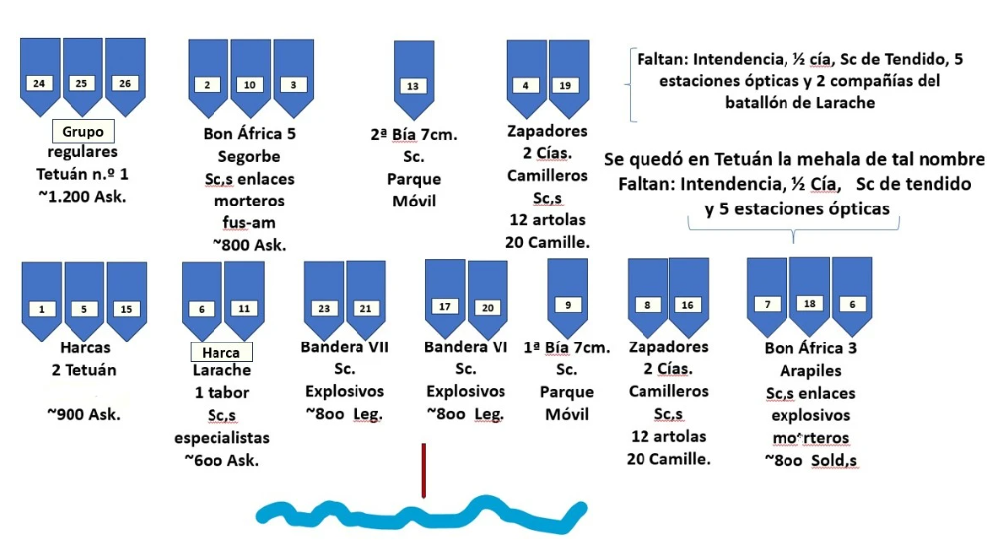 24 25 26
Grupo
regulares
Tetuán n.º 1
~1.200 Ask.
2 10 3
Bon África 5
Segorbe
Sc,s enlaces
morteros
fus-am
~800 Ask.
13
2ª Bía 7cm.
Sc.
Parque
Móvil
4 19
Zapadores
2 Cías.
Camilleros
Sc,s
12 artolas
20 Camille.
Faltan: Intendencia, ½ cía, Sc de Tendido, 5
estaciones ópticas y 2 compañías del
batallón de Larache
Se quedó en Tetuán la mehala de tal nombre
Faltan: Intendencia, ½ Cía, Sc de tendido
y 5 estaciones ópticas
1 5 15
Harcas
2 Tetuán
~900 Ask.
6 11
Harca
Larache
1 tabor
Sc,s
especialistas
~6oo Ask.
23 21
Bandera VII
Sc.
Explosivos
~8oo Leg.
17 20
Bandera VI
Sc.
Explosivos
~8oo Leg.
9
1ª Bía 7cm.
Sc.
Parque
Móvil
8 16
Zapadores
2 Cías.
Camilleros
Sc,s
12 artolas
20 Camille.
7 18 6
Bon África 3
Arapiles
Sc,s enlaces
explosivos
mo^rteros
~8oo Sold,s